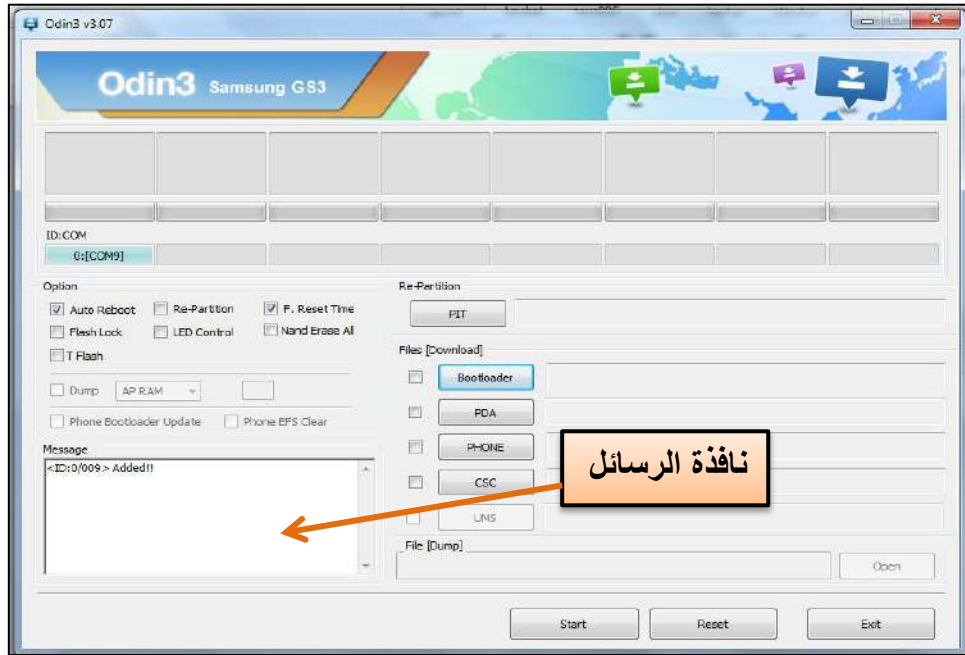 Odin3 v3.07
Odin3 Samsung GS3
ID:COM
0:[COM9]
Option
Auto Reboot Re-Partition F. Reset Time
Flash Lock LED Control Nand Erase All
T Flash
Dump AP RAM
Phone Bootloader Update Phone EFS Clear
Message
<ID:0/009> Added!!
Re-Partition
PIT
Files [Download]
Bootloader
PDA
PHONE
CSC
UMS
نافذة الرسائل
File [Dump]
Open
Start Reset Exit